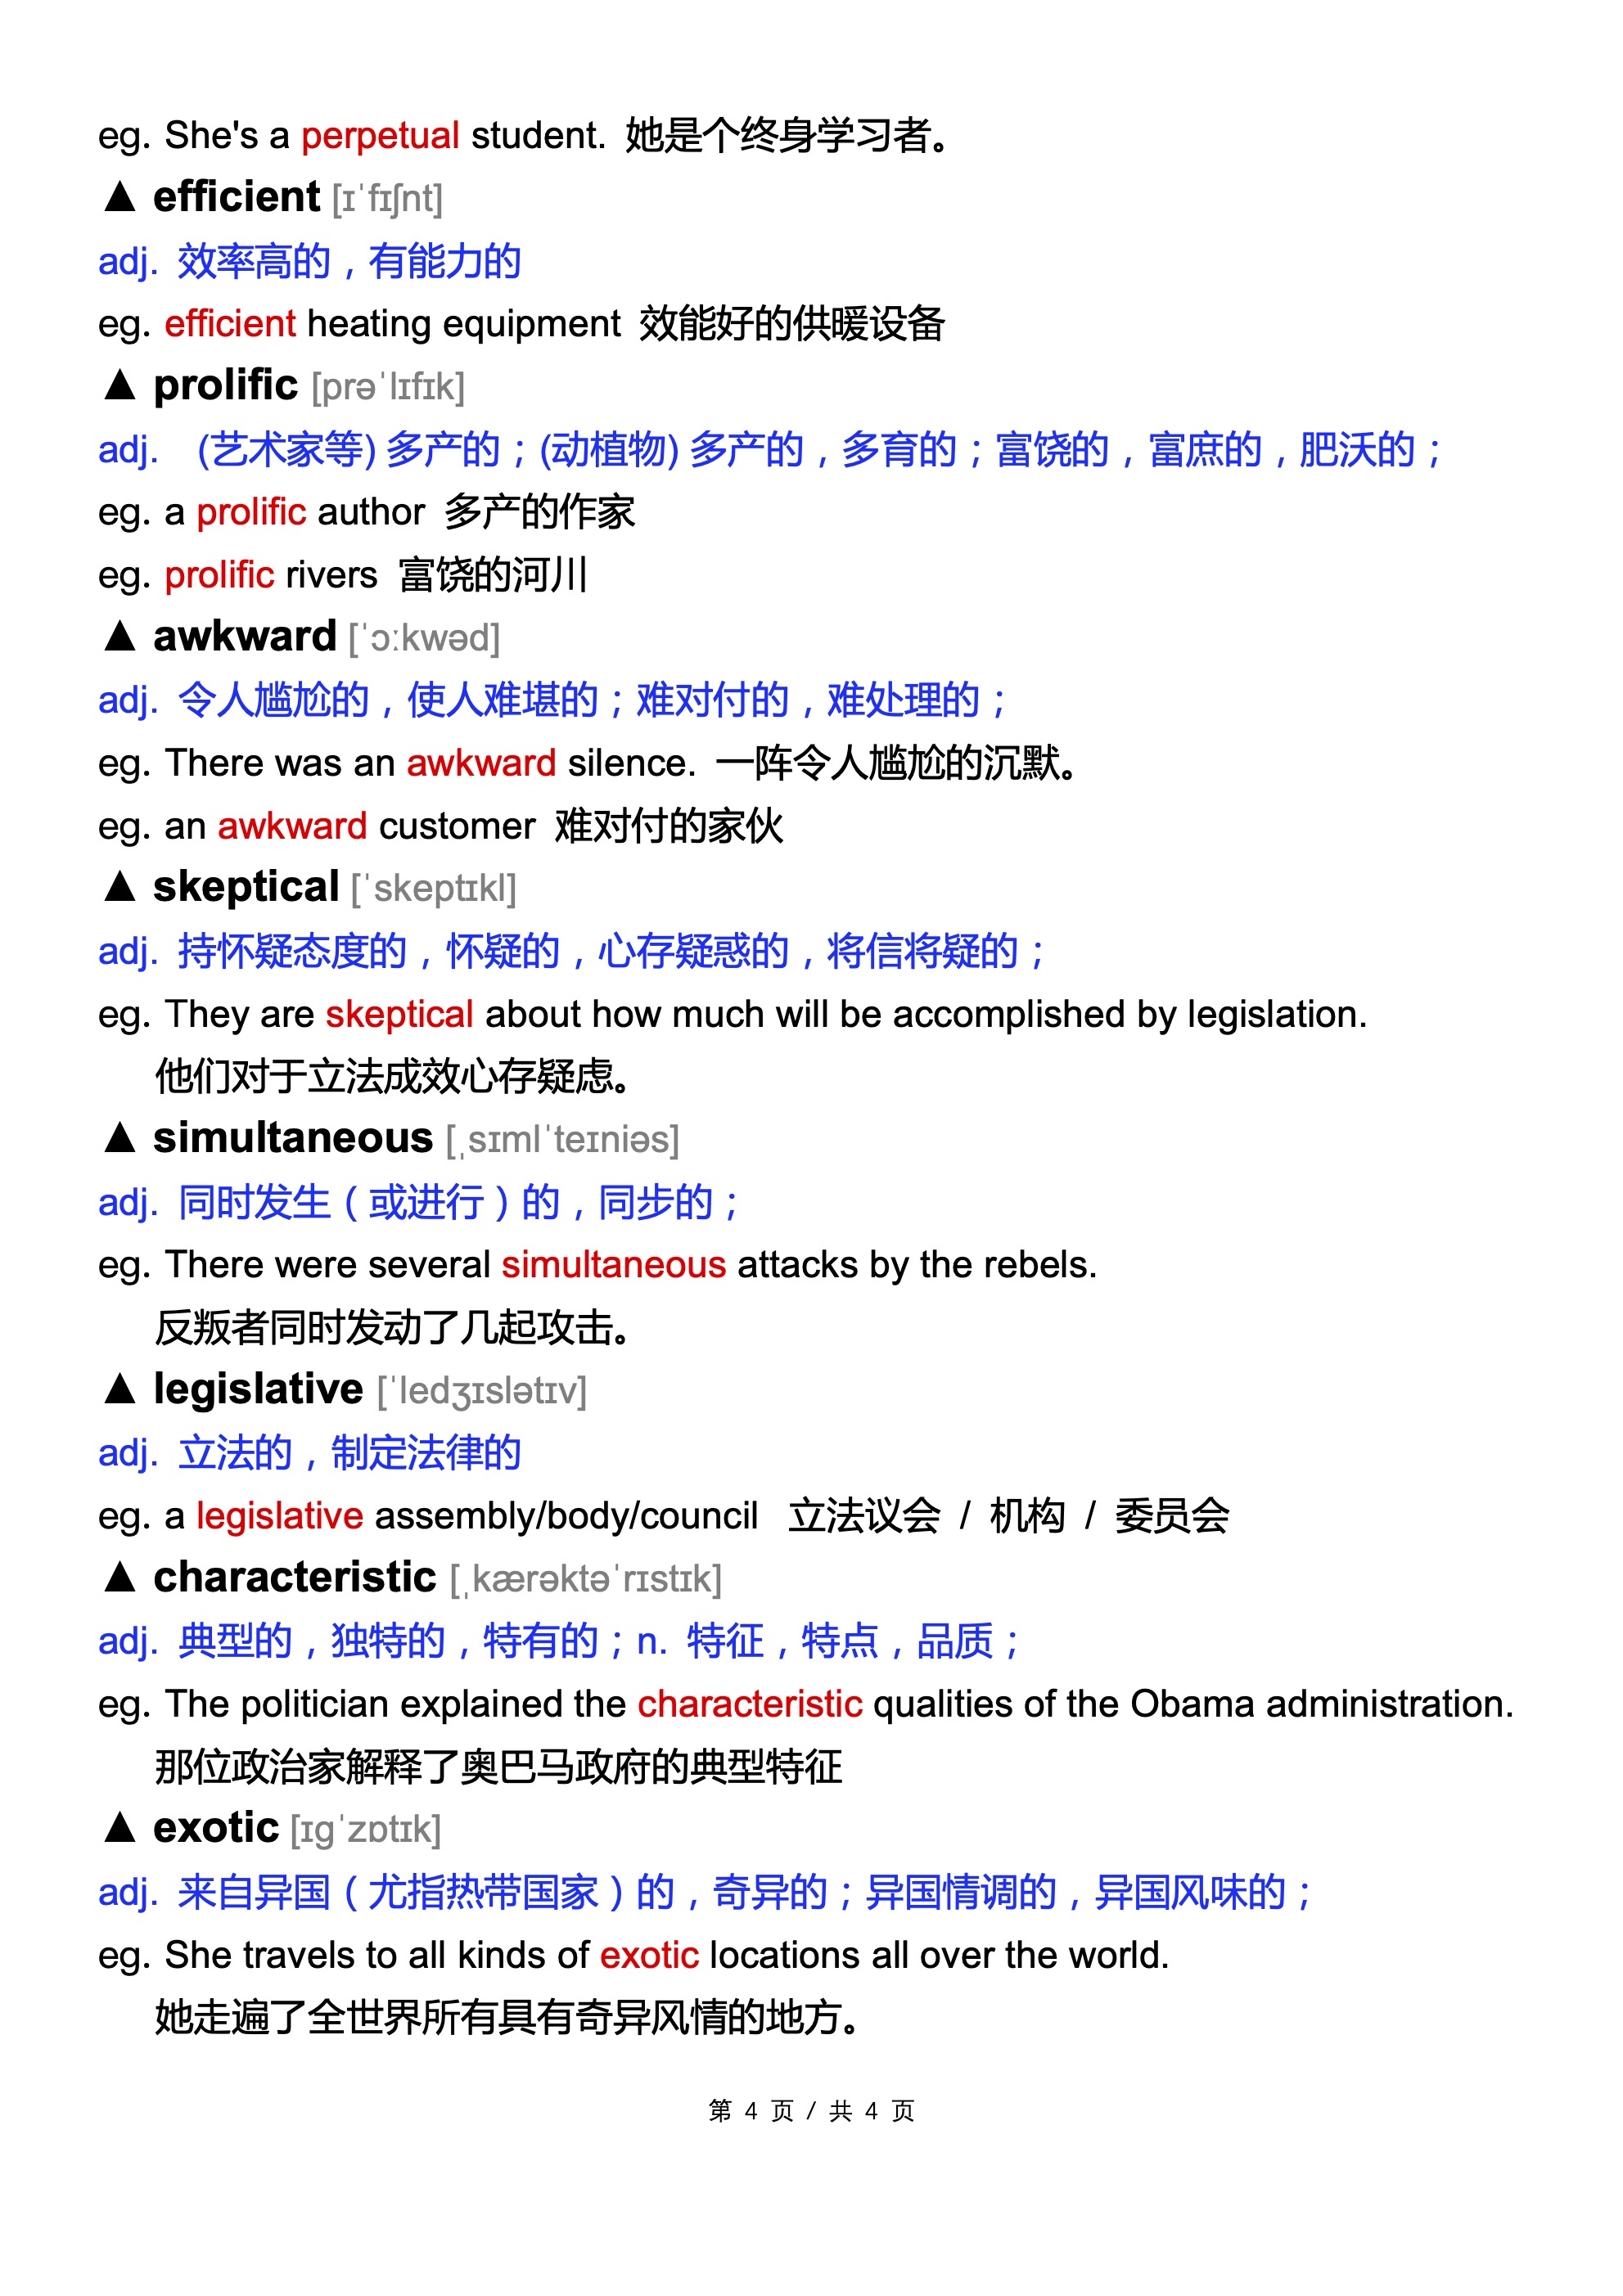 eg. She's a perpetual student. 她是个终身学习者。
▲ efficient [ɪˈfɪʃnt]
adj. 效率高的，有能力的
eg. efficient heating equipment 效能好的供暖设备
▲ prolific [prəˈlɪfɪk]
adj. (艺术家等) 多产的；(动植物) 多产的，多育的；富饶的，富庶的，肥沃的；
eg. a prolific author 多产的作家
eg. prolific rivers 富饶的河川
▲ awkward [ˈɔːkwəd]
adj. 令人尴尬的，使人难堪的；难对付的，难处理的；
eg. There was an awkward silence. 一阵令人尴尬的沉默。
eg. an awkward customer 难对付的家伙
▲ skeptical [ˈskeptɪkl]
adj. 持怀疑态度的，怀疑的，心存疑惑的，将信将疑的；
eg. They are skeptical about how much will be accomplished by legislation.
他们对于立法成效心存疑虑。
▲ simultaneous [ˌsɪmlˈteɪniəs]
adj. 同时发生（或进行）的，同步的；
eg. There were several simultaneous attacks by the rebels.
反叛者同时发动了几起攻击。
▲ legislative [ˈledʒɪslətɪv]
adj. 立法的，制定法律的
eg. a legislative assembly/body/council 立法议会 / 机构 / 委员会
▲ characteristic [ˌkærəktəˈrɪstɪk]
adj. 典型的，独特的，特有的；n. 特征，特点，品质；
eg. The politician explained the characteristic qualities of the Obama administration.
那位政治家解释了奥巴马政府的典型特征
▲ exotic [ɪɡˈzɒtɪk]
adj. 来自异国（尤指热带国家）的，奇异的；异国情调的，异国风味的；
eg. She travels to all kinds of exotic locations all over the world.
她走遍了全世界所有具有奇异风情的地方。
第 4 页 / 共 4 页